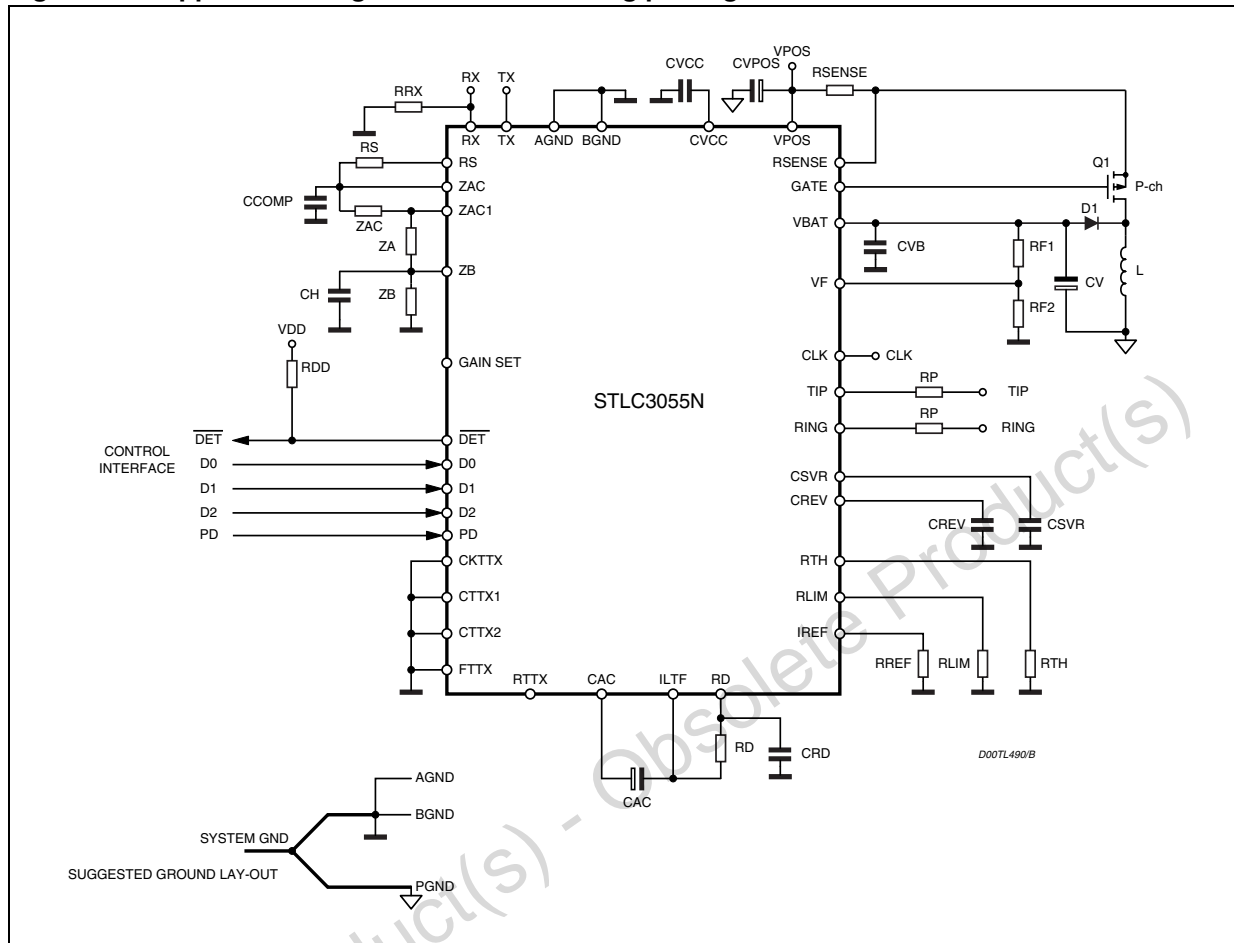 VPOS
RX TX CVCC CVPOS RSENSE
RRX
RX TX AGND BGND CVCC VPOS
RS RS RSENSE
Q1
ZAC GATE P-ch
CCOMP
ZAC ZAC1 VBAT D1
ZA CVB RF1 L
ZB CV
CH ZB VF RF2
VDD
RDD GAIN SET CLK CLK
STLC3055N TIP RP TIP
RING RP RING
CONTROL
INTERFACE
DET DET
D0 D0 CSVR
D1 D1 CREV
D2 D2 CREV CSVR
PD PD
CKTTX RTH
CTTX1 RLIM
CTTX2 IREF
RREF RLIM RTH
FTTX
RTTX CAC ILTF RD
RD CRD
D00TL490/B
CAC
AGND
BGND
SYSTEM GND
SUGGESTED GROUND LAY-OUT
PGND
duct(s) - Obsolete Product(s)